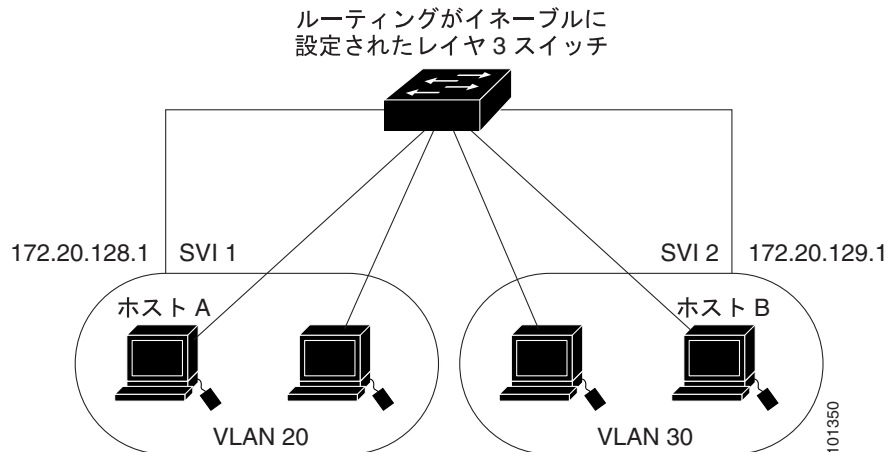 ルーティングがイネーブルに
設定されたレイヤ 3 スイッチ
172.20.128.1
SVI 1
SVI 2
172.20.129.1
ホスト A
ホスト B
VLAN 20
VLAN 30
101350